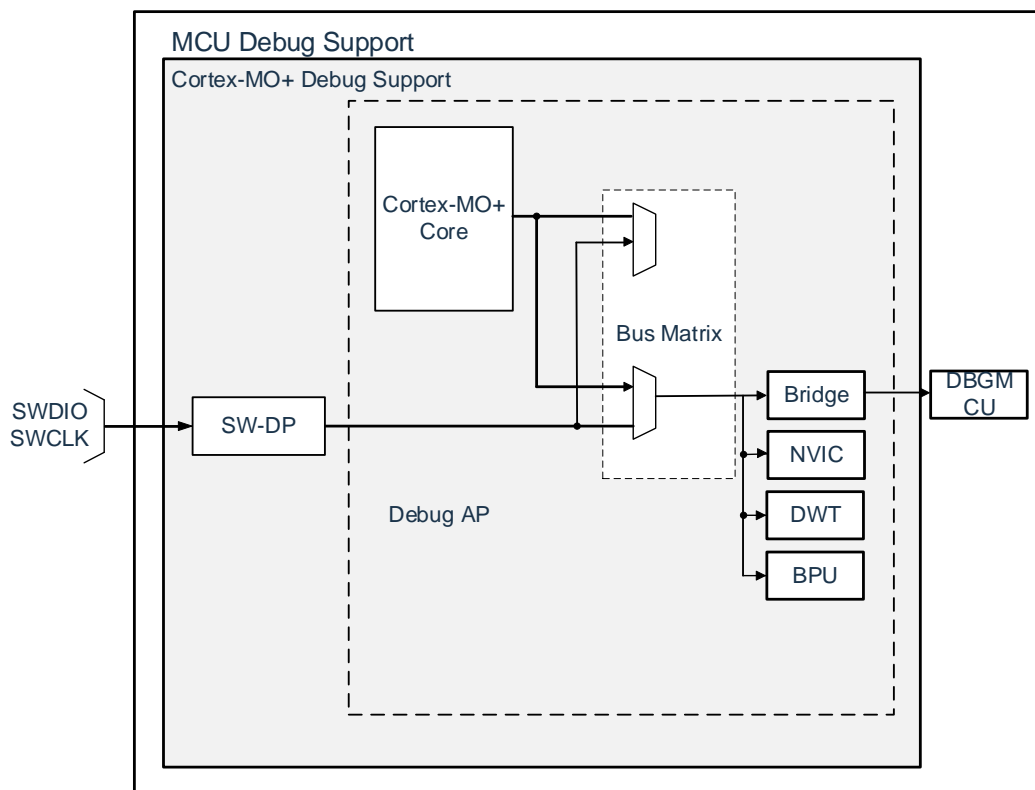 MCU Debug Support
Cortex-MO+ Debug Support
Cortex-MO+
Core
Bus Matrix
SWDIO
SWCLK
SW-DP
Bridge
DBGM
CU
NVIC
Debug AP
DWT
BPU